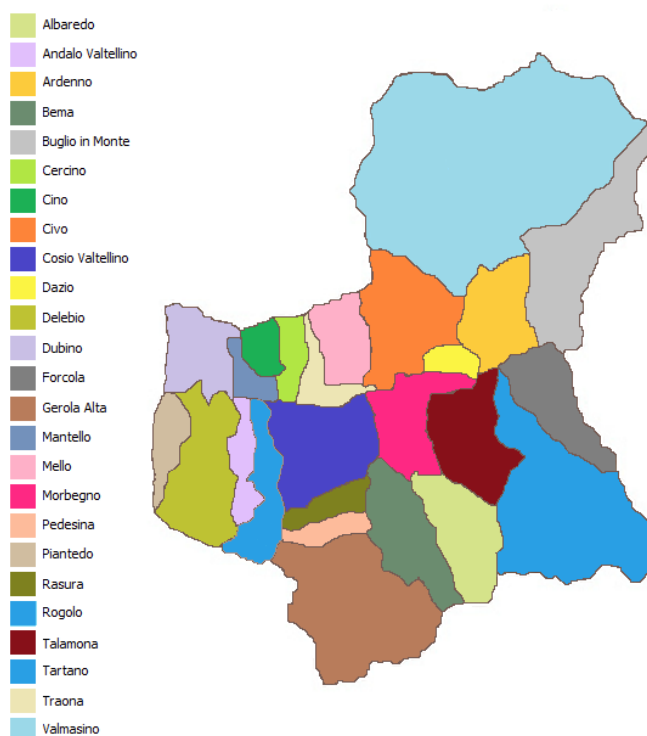 Albaredo
Andalo Valtellino
Ardenno
Bema
Buglio in Monte
Cercino
Cino
Civo
Cosio Valtellino
Dazio
Delebio
Dubino
Forcola
Gerola Alta
Mantello
Mello
Morbegno
Pedesina
Piantedo
Rasura
Rogolo
Talamona
Tartano
Traona
Valmasino